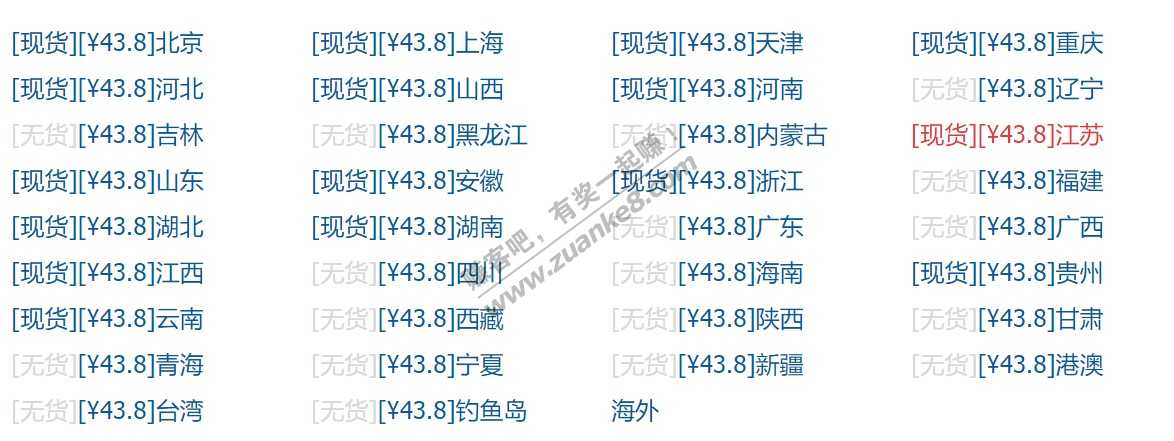 [现货][¥43.8]北京 [现货][¥43.8]上海 [现货][¥43.8]天津 [现货][¥43.8]重庆
[现货][¥43.8]河北 [现货][¥43.8]山西 [现货][¥43.8]河南 [无货][¥43.8]辽宁
[无货][¥43.8]吉林 [无货][¥43.8]黑龙江 [无货][¥43.8]内蒙古 [现货][¥43.8]江苏
[现货][¥43.8]山东 [现货][¥43.8]安徽 [现货][¥43.8]浙江 [无货][¥43.8]福建
[现货][¥43.8]湖北 [现货][¥43.8]湖南 [无货][¥43.8]广东 [无货][¥43.8]广西
[现货][¥43.8]江西 [无货][¥43.8]四川 [无货][¥43.8]海南 [现货][¥43.8]贵州
[现货][¥43.8]云南 [无货][¥43.8]西藏 [无货][¥43.8]陕西 [无货][¥43.8]甘肃
[无货][¥43.8]青海 [无货][¥43.8]宁夏 [无货][¥43.8]新疆 [无货][¥43.8]港澳
[无货][¥43.8]台湾 [无货][¥43.8]钓鱼岛 海外
赚客吧，有奖一起赚！
www.zuanke8.com